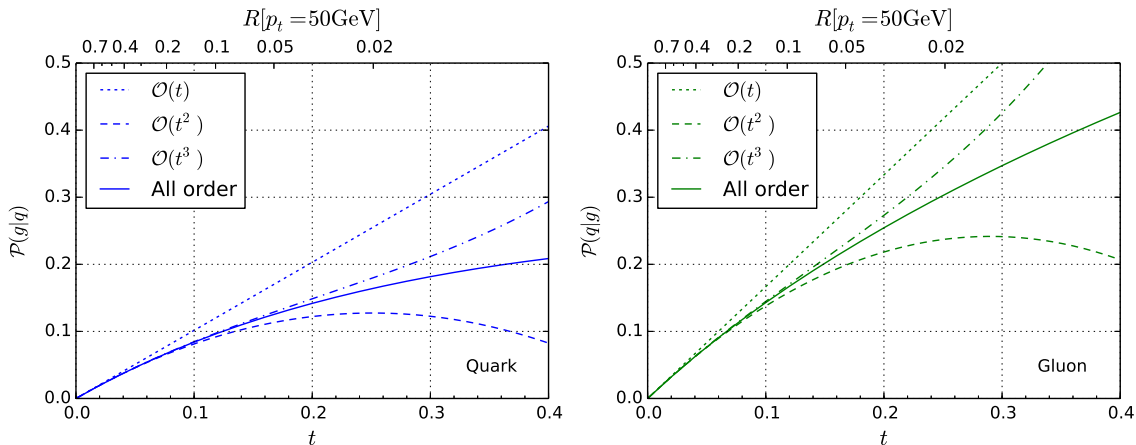 R[p_t = 50GeV]
0.7 0.4 0.2 0.1 0.05 0.02
0.5
0.4
0.3
0.2
0.1
0.0
𝒫(g|q)
𝒪(t)
𝒪(t²)
𝒪(t³)
All order
Quark
0.0 0.1 0.2 0.3 0.4
t
R[p_t = 50GeV]
0.7 0.4 0.2 0.1 0.05 0.02
0.5
0.4
0.3
0.2
0.1
0.0
𝒫(q|g)
𝒪(t)
𝒪(t²)
𝒪(t³)
All order
Gluon
0.0 0.1 0.2 0.3 0.4
t